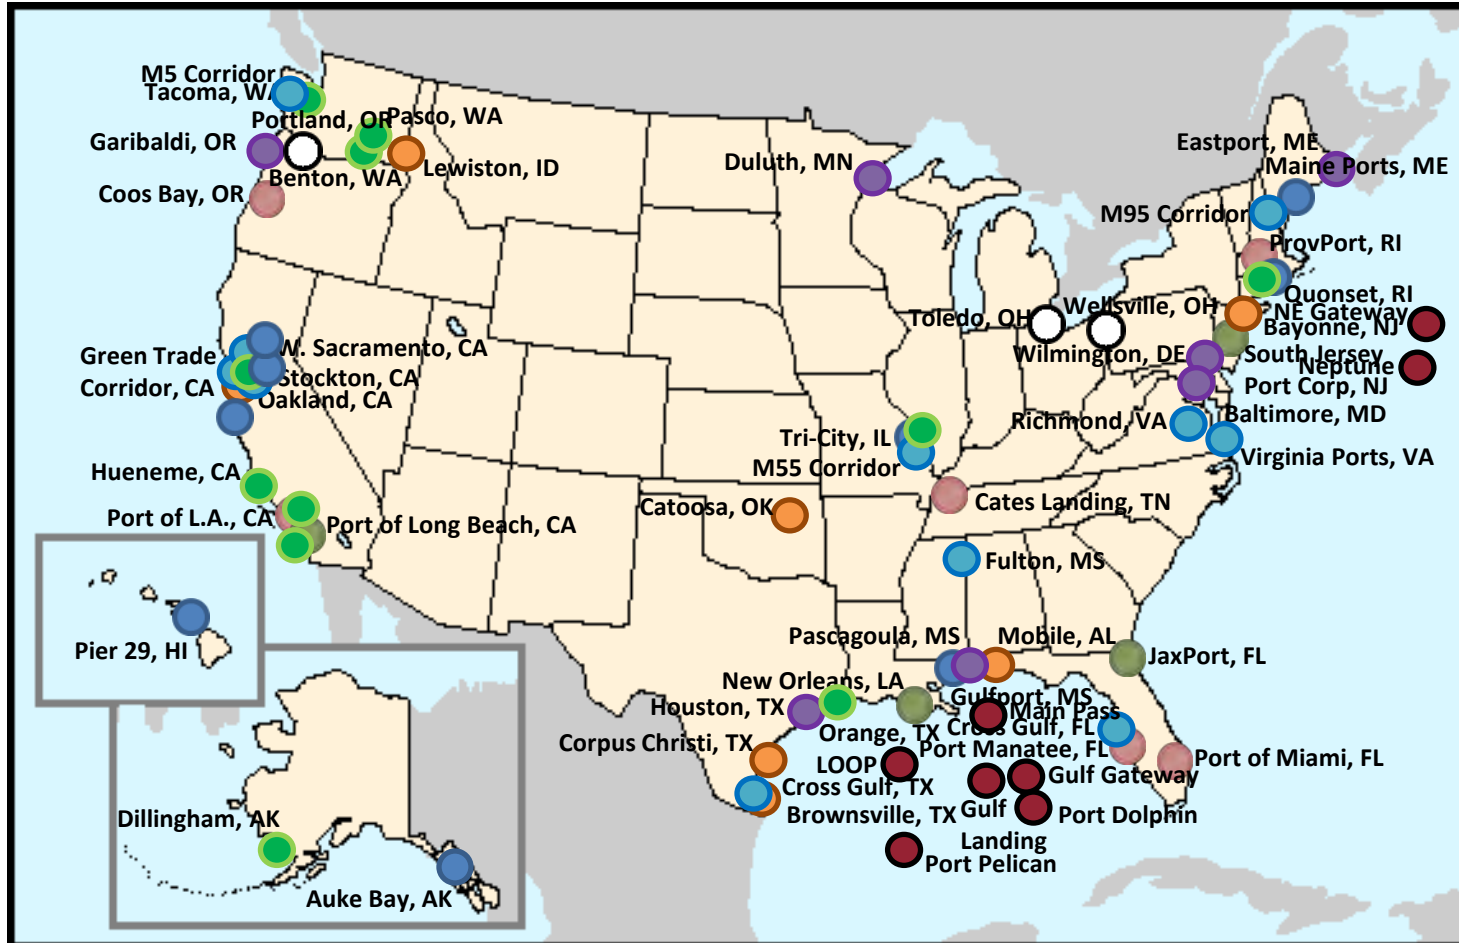 M5 Corridor
Tacoma, WA
Portland, OR
Pasco, WA
Garibaldi, OR
Benton, WA
Lewiston, ID
Coos Bay, OR
Duluth, MN
Eastport, ME
Maine Ports, ME
M95 Corridor
ProvPort, RI
Quonset, RI
Toledo, OH
Wellsville, OH
NE Gateway
Bayonne, NJ
Wilmington, DE
South Jersey
Port Corp, NJ
Neptune
Green Trade
Corridor, CA
W. Sacramento, CA
Stockton, CA
Oakland, CA
Richmond, VA
Baltimore, MD
Virginia Ports, VA
Tri-City, IL
M55 Corridor
Hueneme, CA
Port of L.A., CA
Port of Long Beach, CA
Catoosa, OK
Cates Landing, TN
Fulton, MS
Pier 29, HI
Pascagoula, MS
Mobile, AL
JaxPort, FL
New Orleans, LA
Gulfport, MS
Houston, TX
Main Pass
Orange, TX
Cross Gulf, FL
Corpus Christi, TX
Port Manatee, FL
LOOP
Port of Miami, FL
Gulf Gateway
Cross Gulf, TX
Brownsville, TX
Gulf
Landing
Port Dolphin
Port Pelican
Dillingham, AK
Auke Bay, AK